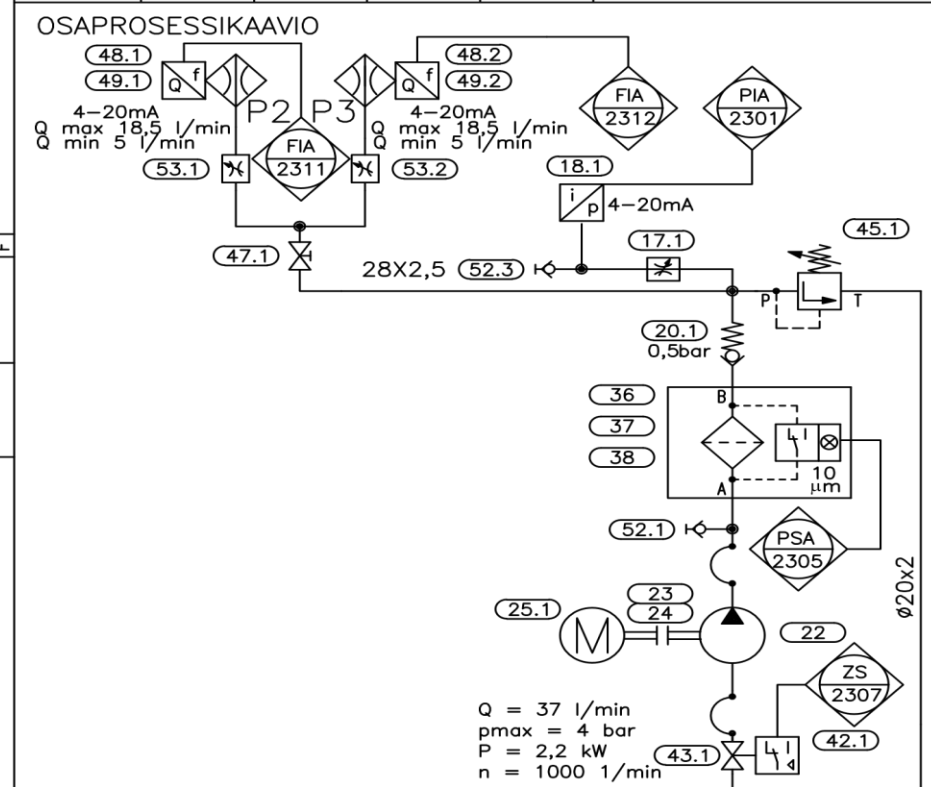 OSAPROSESSIKAAVIO
48.1
49.1
Q f
4-20mA
Q max 18,5 l/min
Q min 5 l/min
53.1
P2
P3
FIA
2311
Q f
48.2
49.2
4-20mA
Q max 18,5 l/min
Q min 5 l/min
53.2
FIA
2312
PIA
2301
18.1
i
p
4-20mA
47.1
28X2,5
52.3
17.1
45.1
P
T
20.1
0,5bar
36
37
38
B
A
10
µm
52.1
PSA
2305
ø20x2
25.1
M
23
24
22
ZS
2307
Q = 37 l/min
pmax = 4 bar
P = 2,2 kW
n = 1000 1/min
43.1
42.1